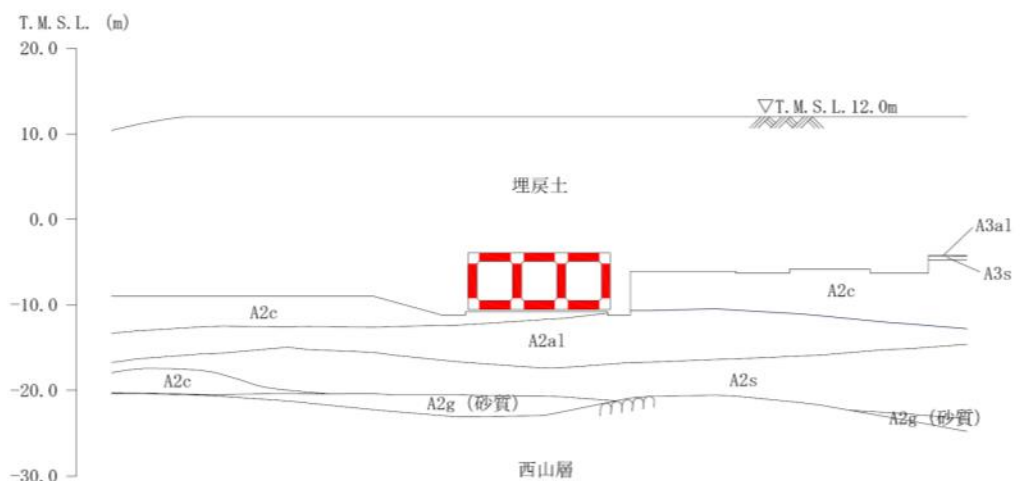 T.M.S.L. (m)
20.0
▽T.M.S.L.12.0m
10.0
埋戻土
0.0
A3al
A3s
A2c
-10.0
A2c
A2al
A2c
A2s
-20.0
A2g (砂質)
A2g (砂質)
西山層
-30.0